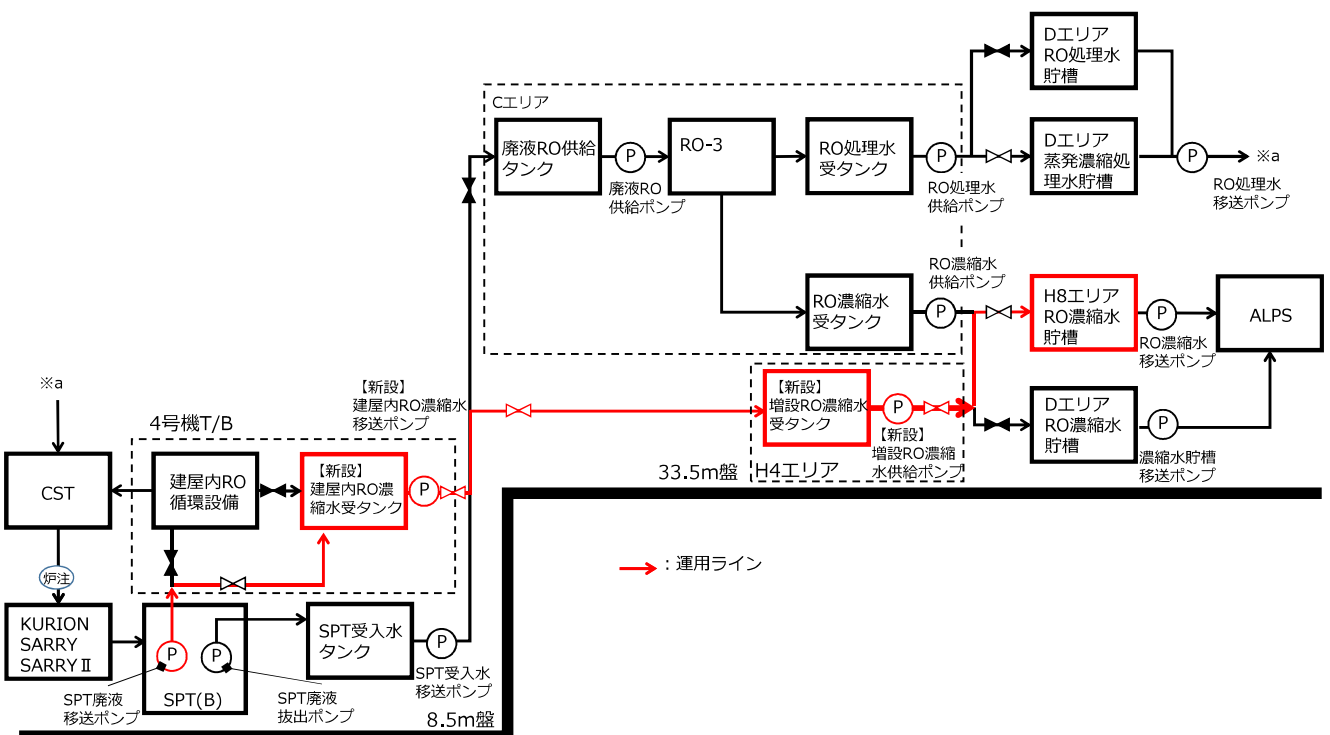 Dエリア
RO処理水
貯槽
Cエリア
廃液RO供給
タンク
P
廃液RO
供給ポンプ
RO-3
RO処理水
受タンク
P
RO処理水
供給ポンプ
Dエリア
蒸発濃縮処
理水貯槽
P
※a
RO処理水
移送ポンプ
RO濃縮水
受タンク
RO濃縮水
供給ポンプ
P
H8エリア
RO濃縮水
貯槽
P
RO濃縮水
移送ポンプ
ALPS
【新設】
増設RO濃縮水
受タンク
P
【新設】
増設RO濃縮
水供給ポンプ
H4エリア
Dエリア
RO濃縮水
貯槽
P
濃縮水貯槽
移送ポンプ
33.5m盤
※a
CST
炉注
4号機T/B
建屋内RO
循環設備
【新設】
建屋内RO濃
縮水受タンク
【新設】
建屋内RO濃縮水
移送ポンプ
P
KURION
SARRY
SARRYⅡ
P
P
SPT(B)
SPT廃液
移送ポンプ
SPT廃液
抜出ポンプ
SPT受入水
タンク
P
SPT受入水
移送ポンプ
8.5m盤
：運用ライン